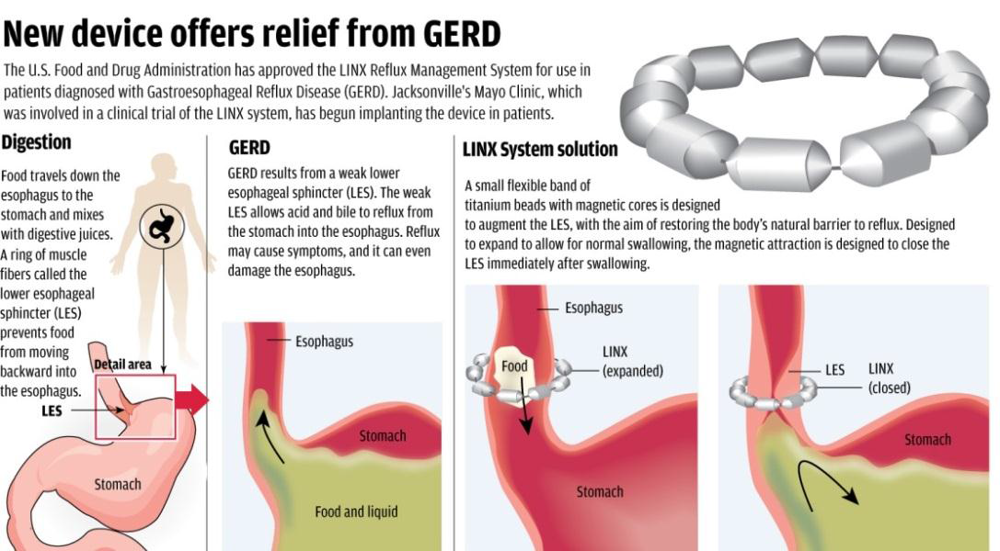 New device offers relief from GERD
The U.S. Food and Drug Administration has approved the LINX Reflux Management System for use in
patients diagnosed with Gastroesophageal Reflux Disease (GERD). Jacksonville's Mayo Clinic, which
was involved in a clinical trial of the LINX system, has begun implanting the device in patients.
Digestion
Food travels down the
esophagus to the
stomach and mixes
with digestive juices.
A ring of muscle
fibers called the
lower esophageal
sphincter (LES)
prevents food
from moving
backward into
the esophagus.
Detail area
LES
Stomach
GERD
GERD results from a weak lower
esophageal sphincter (LES). The weak
LES allows acid and bile to reflux from
the stomach into the esophagus. Reflux
may cause symptoms, and it can even
damage the esophagus.
Esophagus
Stomach
Food and liquid
LINX System solution
A small flexible band of
titanium beads with magnetic cores is designed
to augment the LES, with the aim of restoring the body's natural barrier to reflux. Designed
to expand to allow for normal swallowing, the magnetic attraction is designed to close the
LES immediately after swallowing.
Esophagus
Food
LINX
(expanded)
Stomach
LES
LINX
(closed)
Stomach